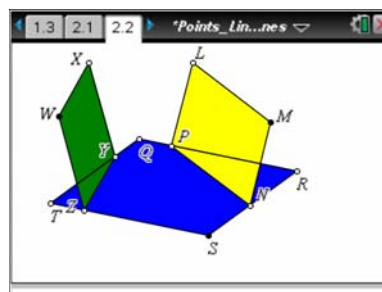 1.3 2.1 2.2 *Points_Lin...nes
X L
W M
Y Q P
R
T Z N
S